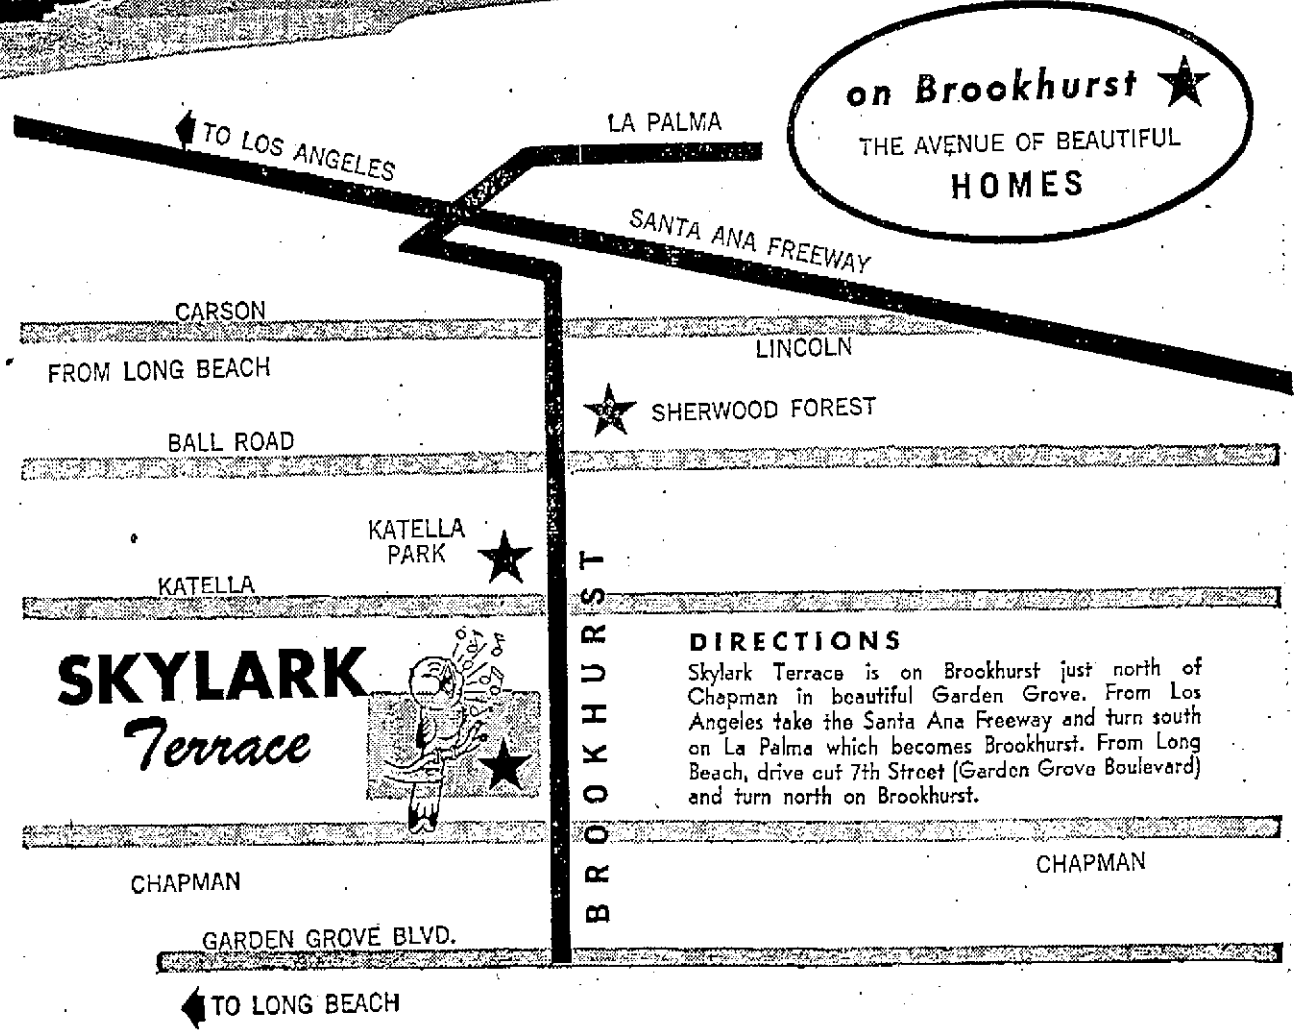 on Brookhurst
THE AVENUE OF BEAUTIFUL
HOMES
LA PALMA
TO LOS ANGELES
SANTA ANA FREEWAY
CARSON
LINCOLN
FROM LONG BEACH
SHERWOOD FOREST
BALL ROAD
KATELLA
PARK
KATELLA
BROOKHURST
SKYLARK
Terrace
DIRECTIONS
Skylark Terrace is on Brookhurst just north of
Chapman in beautiful Garden Grove. From Los
Angeles take the Santa Ana Freeway and turn south
on La Palma which becomes Brookhurst. From Long
Beach, drive out 7th Street (Garden Grove Boulevard)
and turn north on Brookhurst.
CHAPMAN
CHAPMAN
GARDEN GROVE BLVD.
TO LONG BEACH